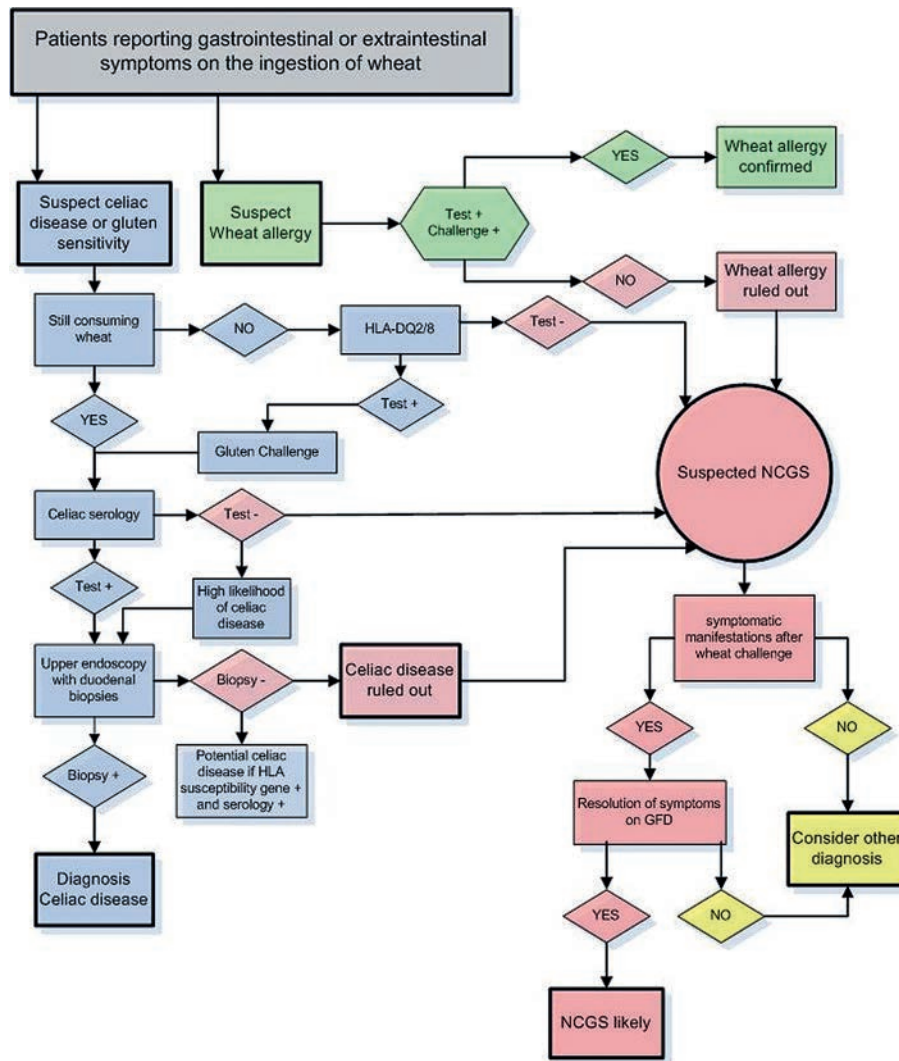 Patients reporting gastrointestinal or extraintestinal
symptoms on the ingestion of wheat
Suspect celiac
disease or gluten
sensitivity
Suspect
Wheat allergy
Test +
Challenge +
YES
Wheat allergy
confirmed
NO
Wheat allergy
ruled out
Still consuming
wheat
NO
HLA-DQ2/8
Test -
YES
Test +
Gluten Challenge
Suspected NCGS
Celiac serology
Test -
Test +
High likelihood
of celiac
disease
Upper endoscopy
with duodenal
biopsies
Biopsy -
Celiac disease
ruled out
symptomatic
manifestations after
wheat challenge
YES
NO
Biopsy +
Potential celiac
disease if HLA
susceptibility gene +
and serology +
Resolution of symptoms
on GFD
Consider other
diagnosis
Diagnosis
Celiac disease
YES
NO
NCGS likely